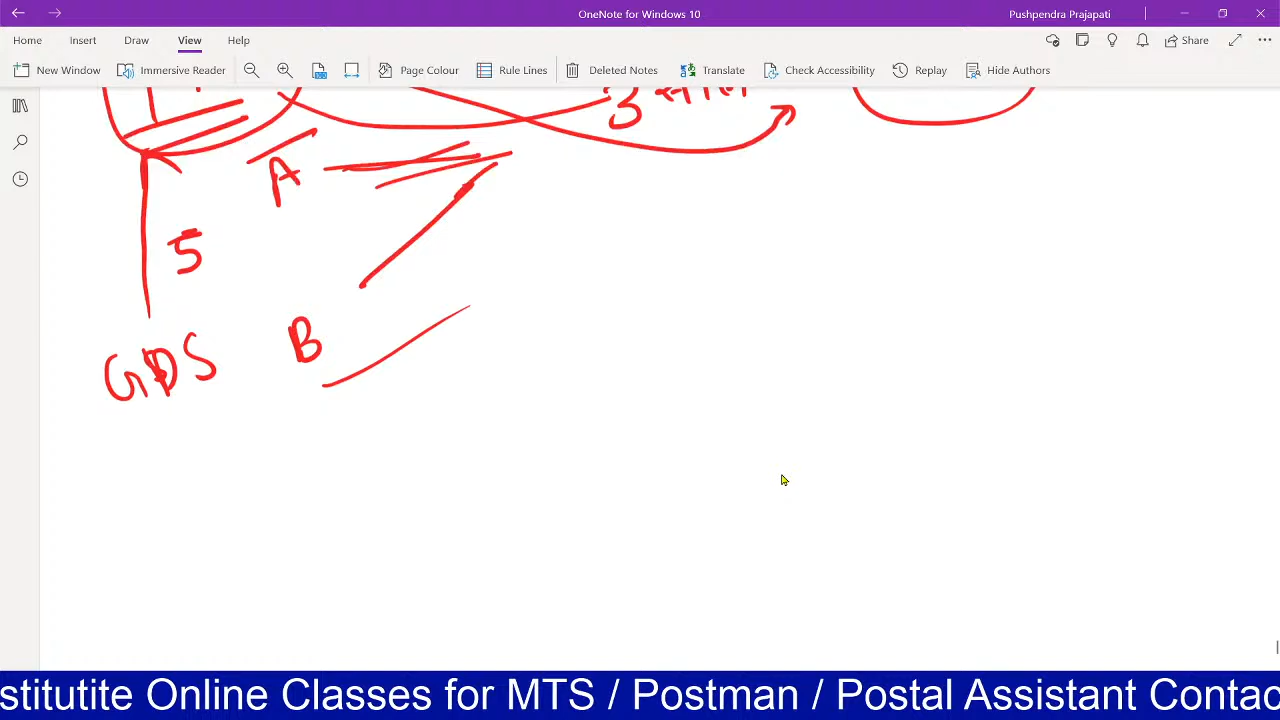 OneNote for Windows 10
Pushpendra Prajapati
Home Insert Draw View Help
Share
New Window Immersive Reader Page Colour Rule Lines Deleted Notes Translate Check Accessibility Replay Hide Authors
3
A
5
B
GDS
stitutite Online Classes for MTS / Postman / Postal Assistant Contac